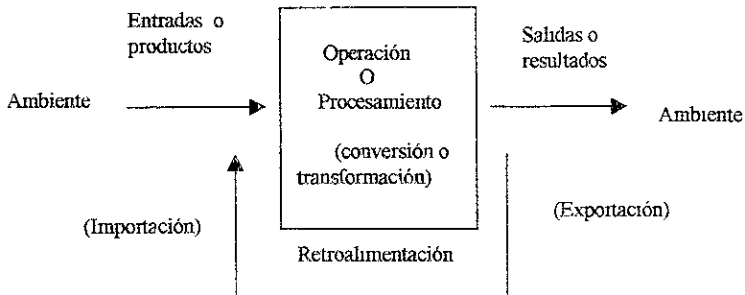 Entradas o
productos
Operación
O
Procesamiento
(conversión o
transformación)
Salidas o
resultados
Ambiente
Ambiente
(Importación)
(Exportación)
Retroalimentación